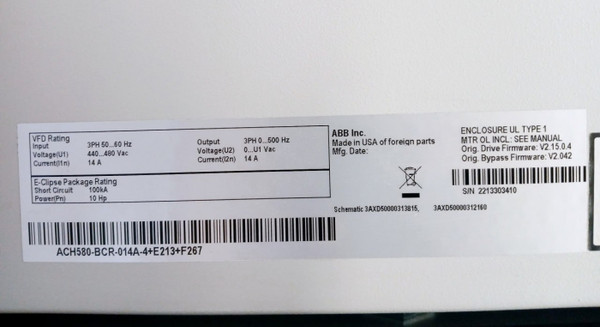 VFD Rating
Input 3PH 50...60 Hz Output 3PH 0...500 Hz
Voltage(U1) 440...480 Vac Voltage(U2) 0...U1 Vac
Current(I1n) 14 A Current(I2n) 14 A
E-Clipse Package Rating
Short Circuit 100kA
Power(Pn) 10 Hp
ACH580-BCR-014A-4+E213+F267
ABB Inc.
Made in USA of foreign parts
Mfg. Date:
Schematic 3AXD50000313815, 3AXD50000312160
ENCLOSURE UL TYPE 1
MTR OL INCL: SEE MANUAL
Orig. Drive Firmware: V2.15.0.4
Orig. Bypass Firmware: V2.042
S/N 2213303410